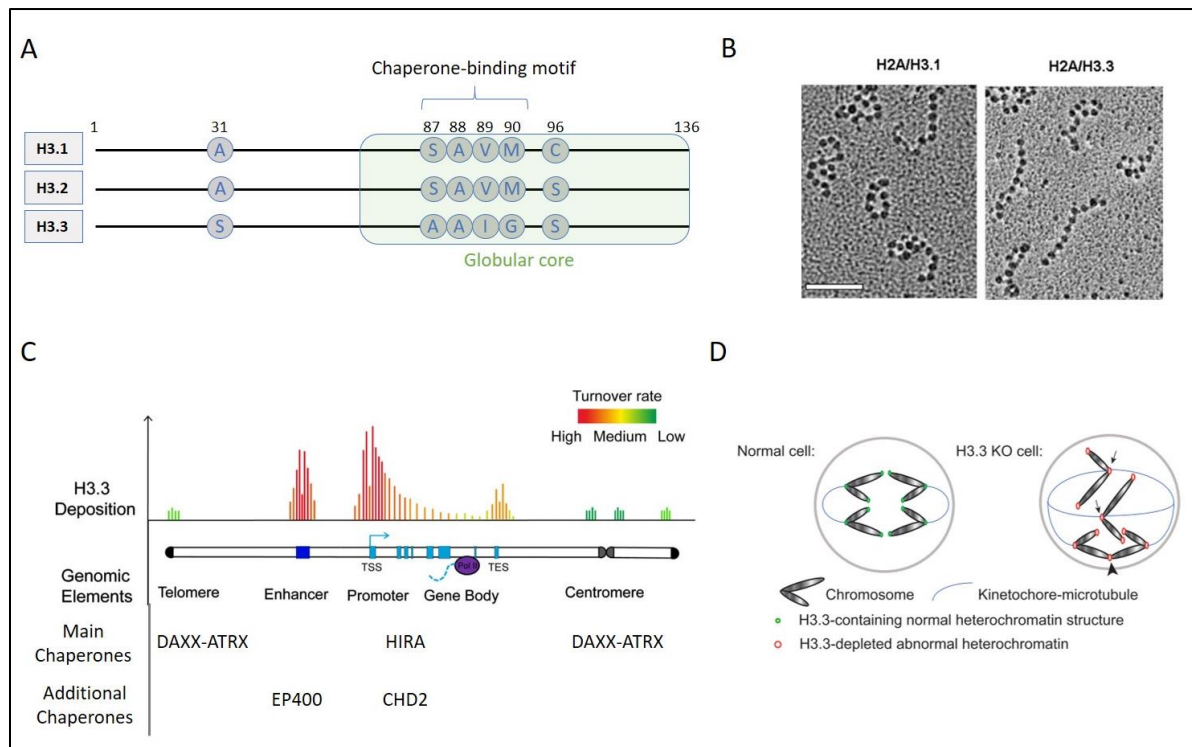 A
Chaperone-binding motif
1 31 87 88 89 90 96 136
H3.1 A S A V M C
H3.2 A S A V M S
H3.3 S A A I G S
Globular core
B
H2A/H3.1 H2A/H3.3
C
Turnover rate
High Medium Low
H3.3
Deposition
TSS Pol II TES
Genomic
Elements
Telomere Enhancer Promoter Gene Body Centromere
Main
Chaperones
DAXX-ATRX HIRA DAXX-ATRX
Additional
Chaperones
EP400 CHD2
D
Normal cell: H3.3 KO cell:
Chromosome Kinetochore-microtubule
H3.3-containing normal heterochromatin structure
H3.3-depleted abnormal heterochromatin